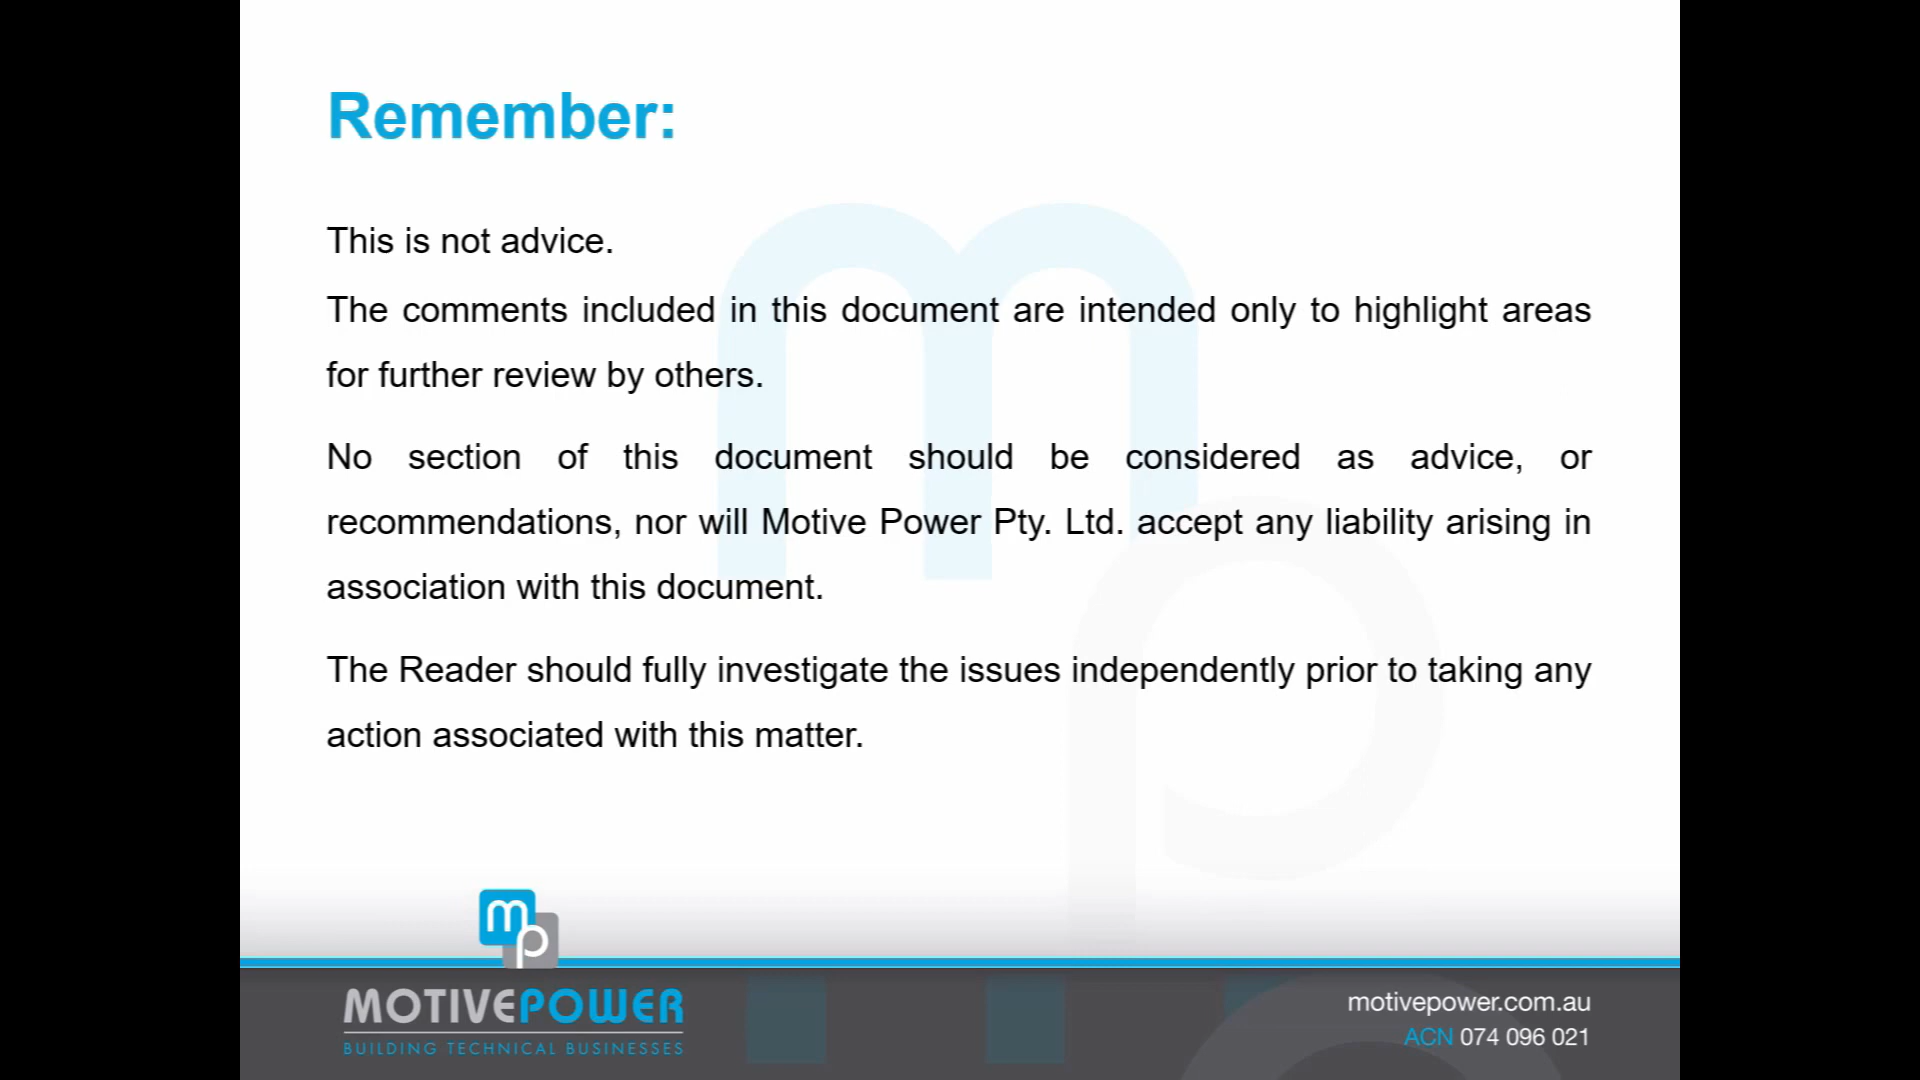 Remember:
This is not advice.
The comments included in this document are intended only to highlight areas
for further review by others.
No section of this document should be considered as advice, or
recommendations, nor will Motive Power Pty. Ltd. accept any liability arising in
association with this document.
The Reader should fully investigate the issues independently prior to taking any
action associated with this matter.
mp
MOTIVEPOWER
BUILDING TECHNICAL BUSINESSES
motivepower.com.au
ACN 074 096 021